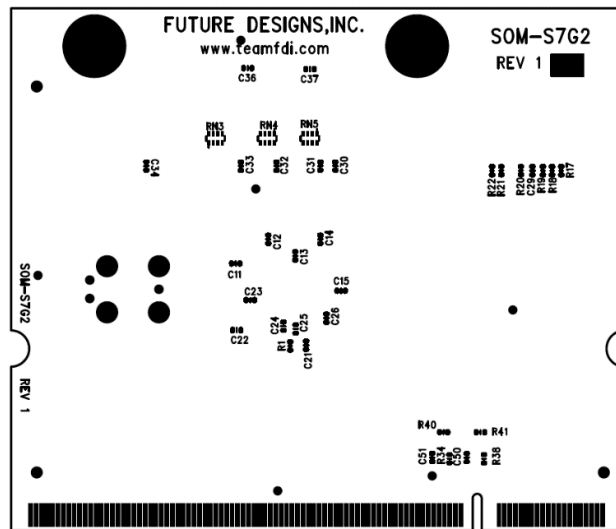 FUTURE DESIGNS,INC.
www.teamfdi.com
SOM-S7G2
REV 1
C36
C37
RN3
RN4
RN5
C34
C33
C32
C31
C30
R22
R21
R20
C29
R19
R18
R17
C12
C14
C13
C11
C23
C15
SOM-S7G2
C22
C24
C25
C26
R1
C21
REV 1
R40
R41
C51
R34
C50
R38